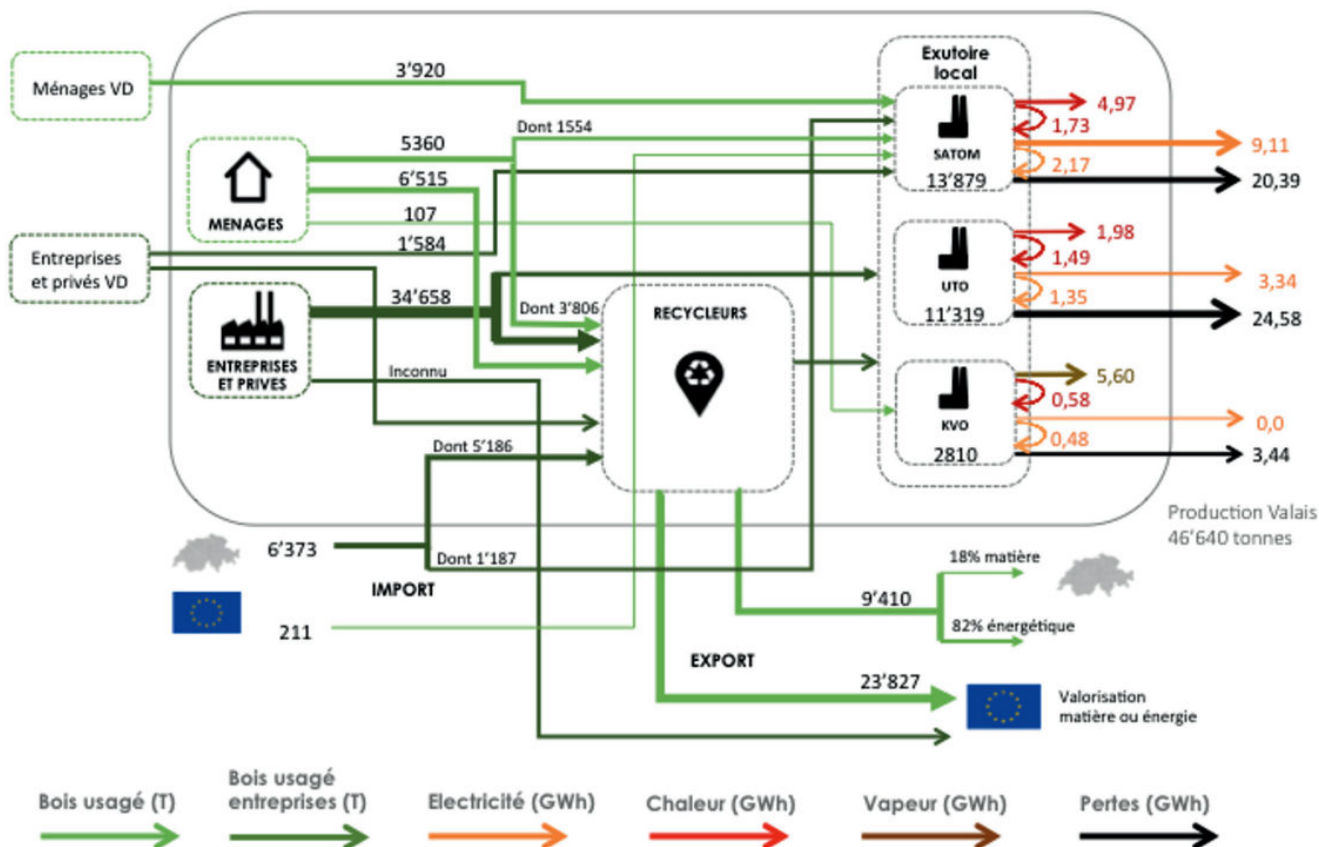 Ménages VD
3’920
Exutoire
local
4,97
1,73
SATOM
13’879
9,11
2,17
20,39
Dont 1554
5360
6’515
MENAGES
107
1’584
Entreprises
et privés VD
34’658
Dont 3’806
RECYCLEURS
1,98
1,49
UTO
11’319
3,34
1,35
24,58
ENTREPRISES
ET PRIVES
Inconnu
5,60
0,58
KVO
2810
0,0
0,48
3,44
Dont 5’186
6’373
Dont 1’187
IMPORT
211
Production Valais
46’640 tonnes
18% matière
9’410
82% énergétique
EXPORT
23’827
Valorisation
matière ou énergie
Bois usagé (T)
Bois usagé
entreprises (T)
Electricité (GWh)
Chaleur (GWh)
Vapeur (GWh)
Pertes (GWh)